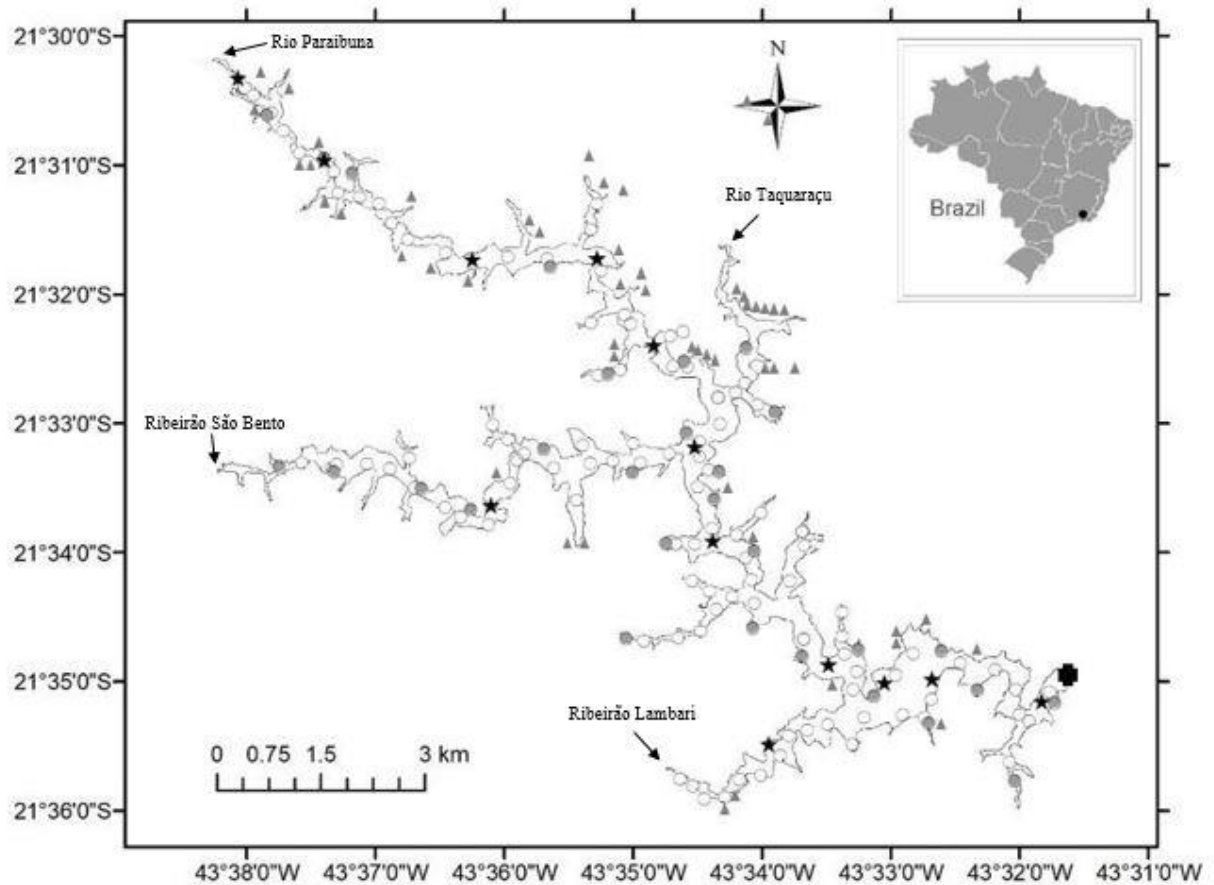 21°30'0"S
Rio Paraibuna
N
21°31'0"S
Rio Taquaraçu
Brazil
21°32'0"S
21°33'0"S
Ribeirão São Bento
21°34'0"S
21°35'0"S
Ribeirão Lambari
0 0.75 1.5 3 km
21°36'0"S
43°38'0"W 43°37'0"W 43°36'0"W 43°35'0"W 43°34'0"W 43°33'0"W 43°32'0"W 43°31'0"W